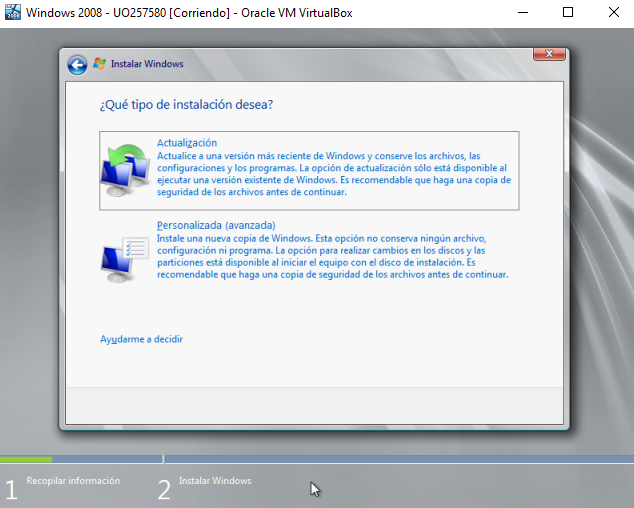 Windows 2008 - UO257580 [Corriendo] - Oracle VM VirtualBox
Instalar Windows
¿Qué tipo de instalación desea?
Actualización
Actualice a una versión más reciente de Windows y conserve los archivos, las
configuraciones y los programas. La opción de actualización sólo está disponible al
ejecutar una versión existente de Windows. Es recomendable que haga una copia de
seguridad de los archivos antes de continuar.
Personalizada (avanzada)
Instale una nueva copia de Windows. Esta opción no conserva ningún archivo,
configuración ni programa. La opción para realizar cambios en los discos y las
particiones está disponible al iniciar el equipo con el disco de instalación. Es
recomendable que haga una copia de seguridad de los archivos antes de continuar.
Ayudarme a decidir
1 Recopilar información
2 Instalar Windows